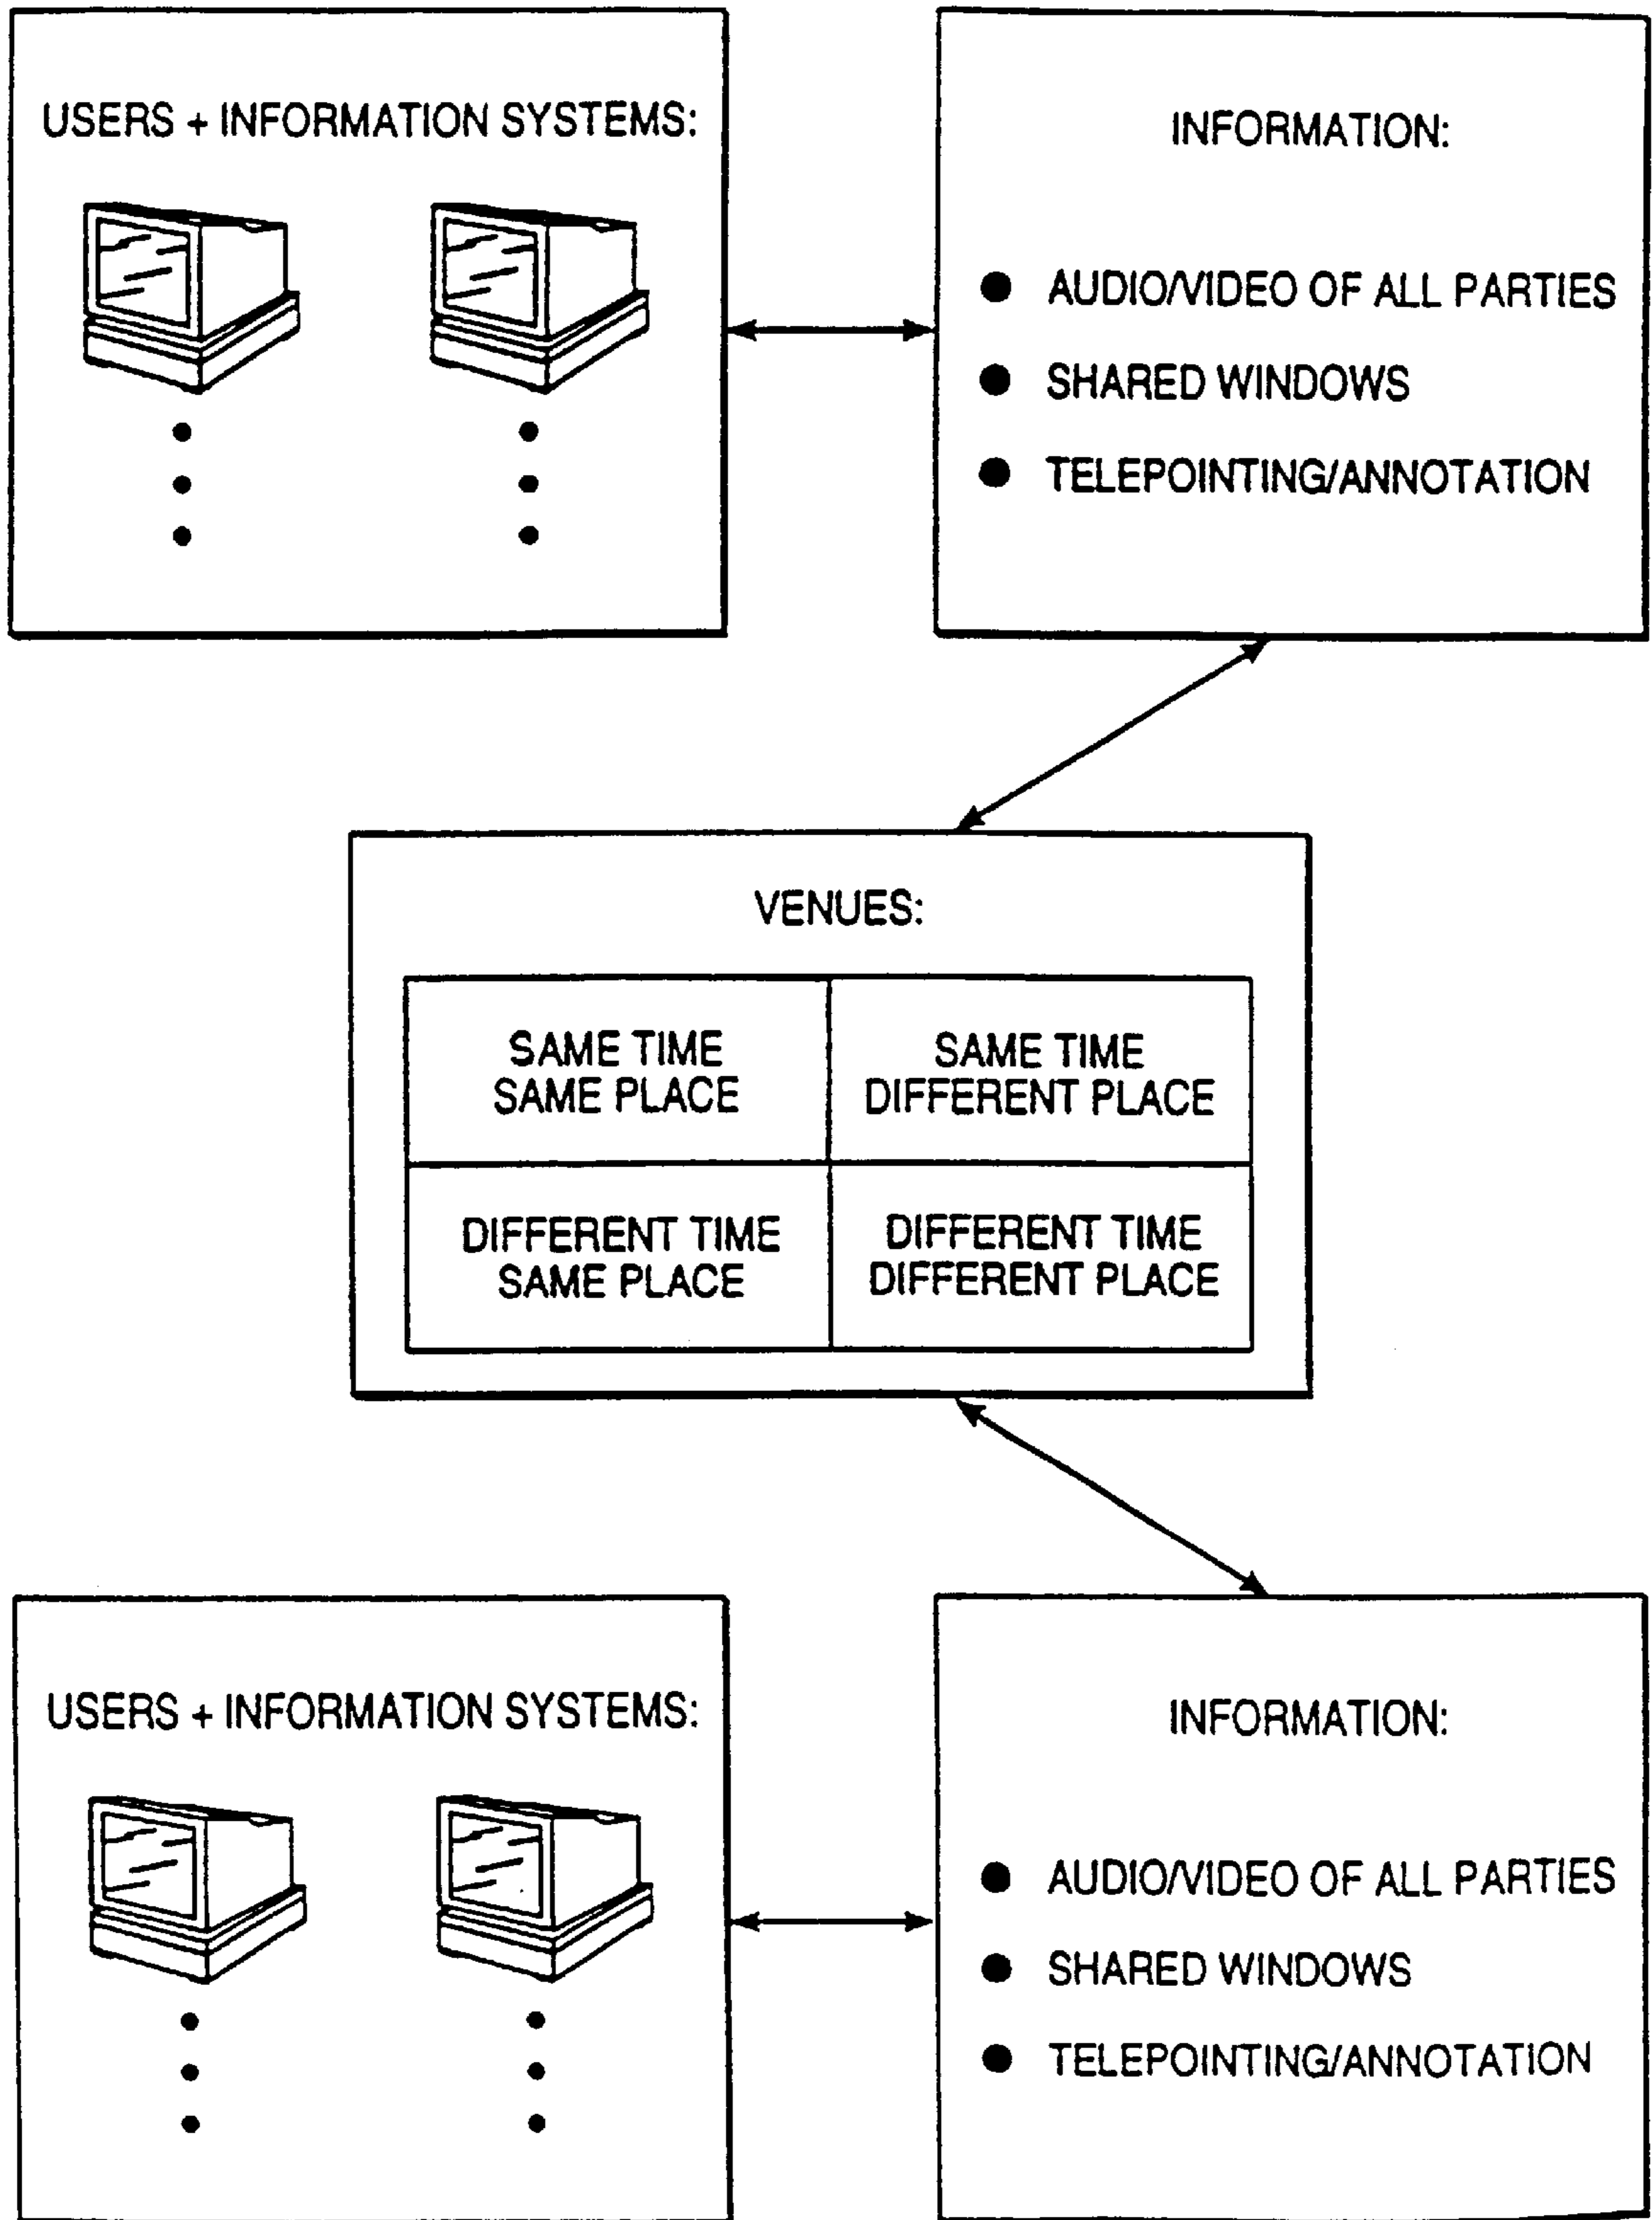 USERS + INFORMATION SYSTEMS:
INFORMATION:
● AUDIO/VIDEO OF ALL PARTIES
● SHARED WINDOWS
● TELEPOINTING/ANNOTATION
VENUES:
SAME TIME
SAME PLACE
SAME TIME
DIFFERENT PLACE
DIFFERENT TIME
SAME PLACE
DIFFERENT TIME
DIFFERENT PLACE
USERS + INFORMATION SYSTEMS:
INFORMATION:
● AUDIO/VIDEO OF ALL PARTIES
● SHARED WINDOWS
● TELEPOINTING/ANNOTATION